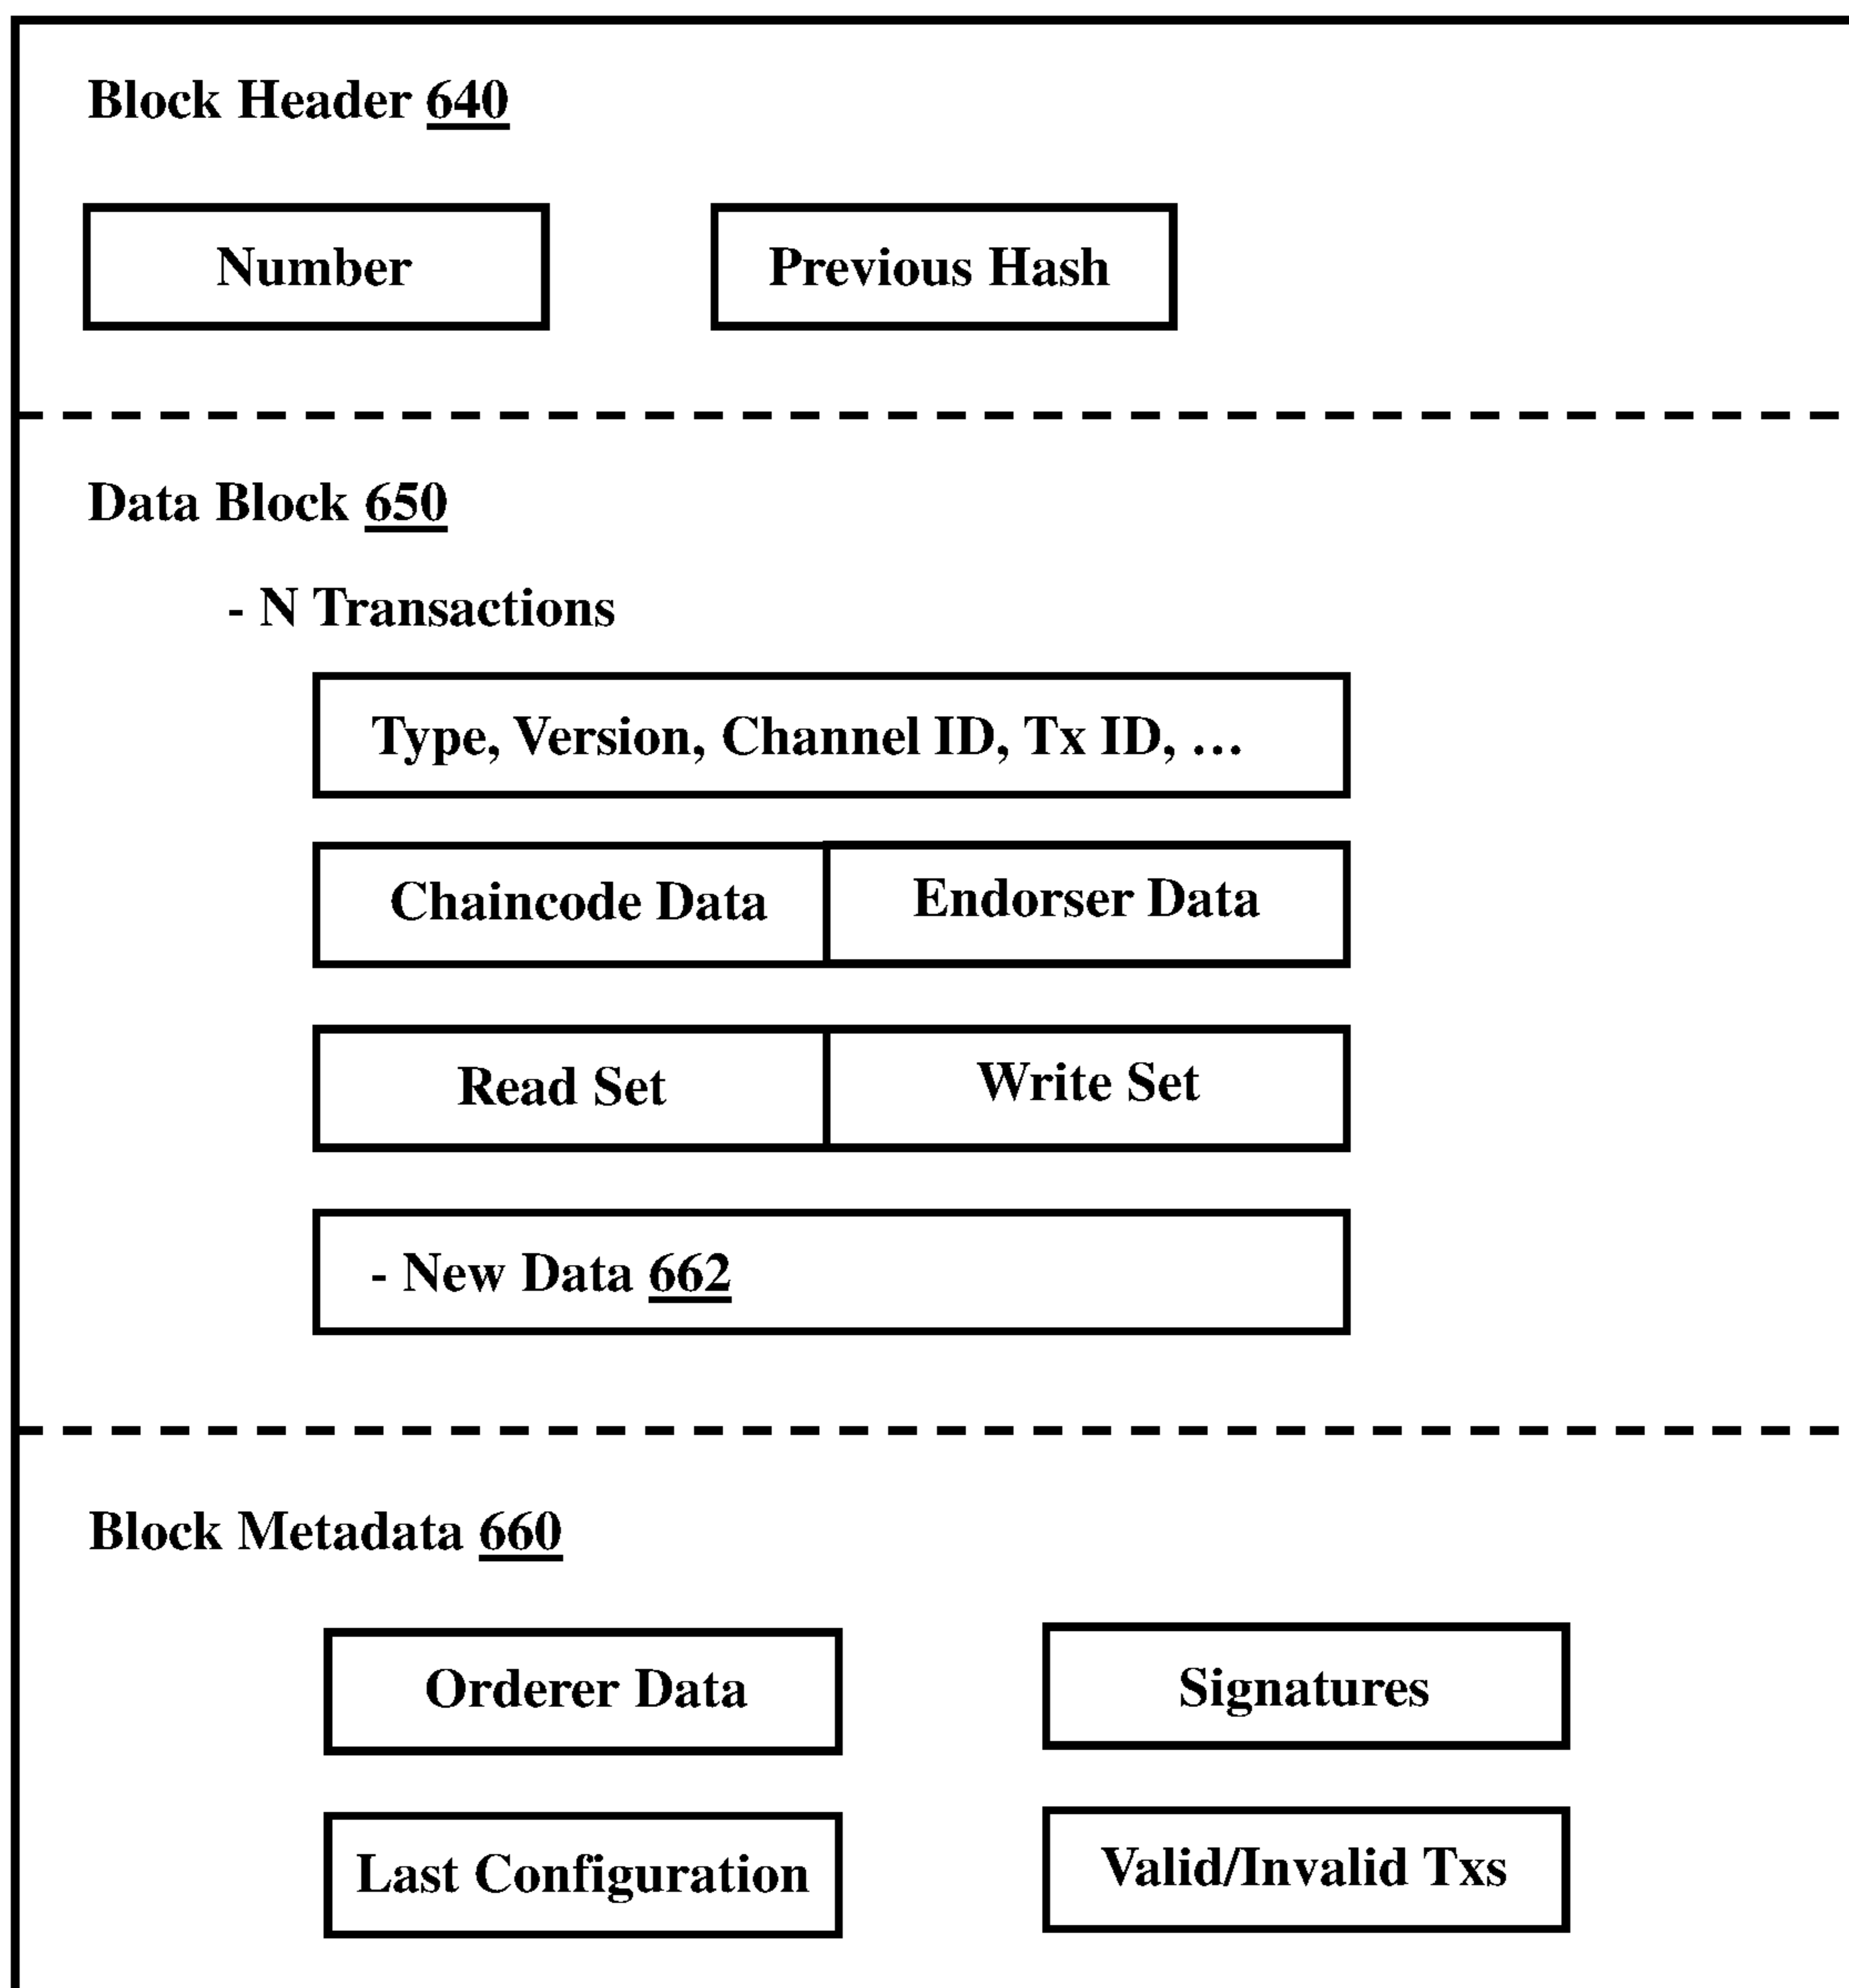 Block Header 640
Number
Previous Hash
Data Block 650
- N Transactions
Type, Version, Channel ID, Tx ID, …
Chaincode Data
Endorser Data
Read Set
Write Set
- New Data 662
Block Metadata 660
Orderer Data
Signatures
Last Configuration
Valid/Invalid Txs